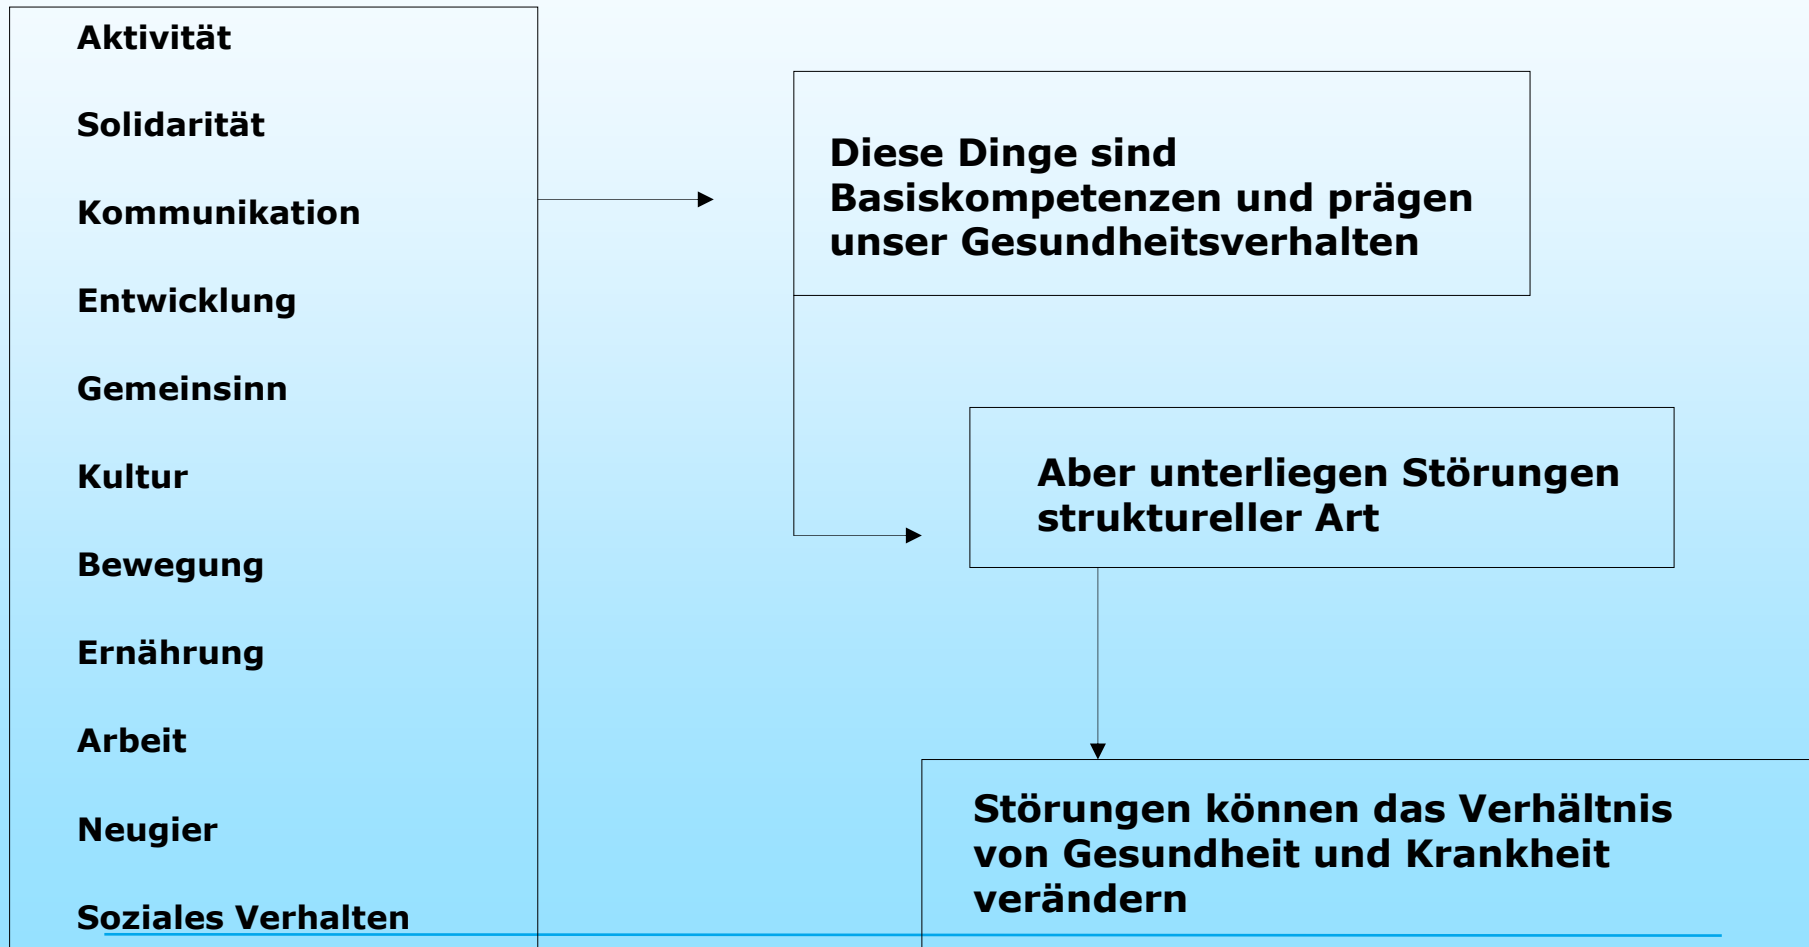 Aktivität
Solidarität
Kommunikation
Entwicklung
Gemeinsinn
Kultur
Bewegung
Ernährung
Arbeit
Neugier
Soziales Verhalten
Diese Dinge sind
Basiskompetenzen und prägen
unser Gesundheitsverhalten
Aber unterliegen Störungen
struktureller Art
Störungen können das Verhältnis
von Gesundheit und Krankheit
verändern